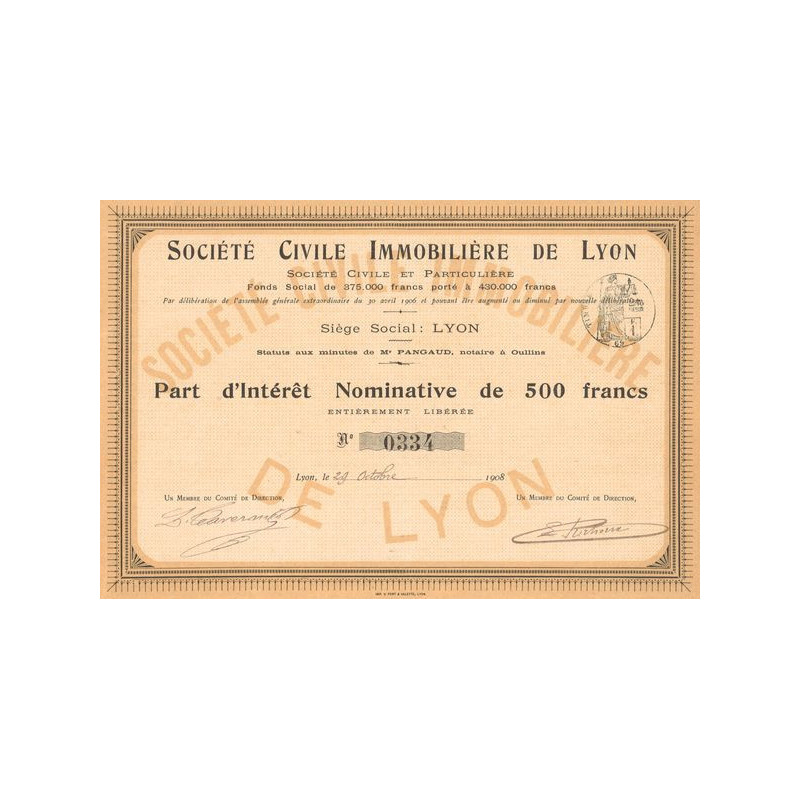 SOCIÉTÉ CIVILE IMMOBILIÈRE DE LYON
SOCIÉTÉ CIVILE ET PARTICULIÈRE
Fonds Social de 375.000 francs porté à 430.000 francs
Par délibération de l'assemblée générale extraordinaire du 30 avril 1906 et pouvant être augmenté ou diminué par nouvelle délibération
Siège Social: LYON
Statuts aux minutes de Me PANGAUD, notaire à Oullins
Part d'Intérêt Nominative de 500 francs
ENTIÈREMENT LIBÉRÉE
No 0334
Lyon, le 29 Octobre 1908
UN MEMBRE DU COMITÉ DE DIRECTION,
UN MEMBRE DU COMITÉ DE DIRECTION,
SOCIÉTÉ CIVILE IMMOBILIÈRE
DE LYON